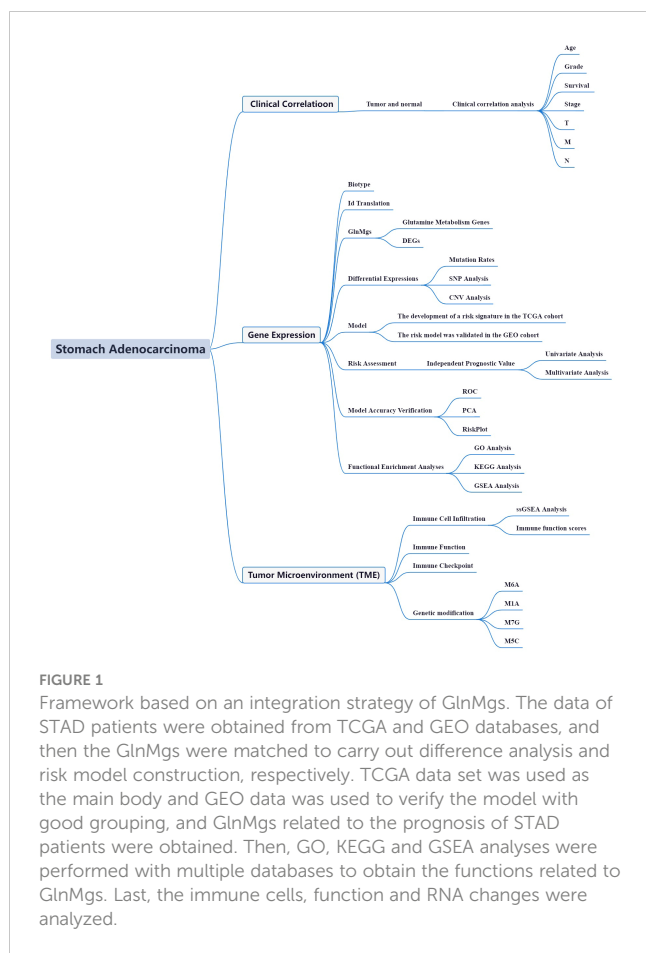 Stomach Adenocarcinoma
Clinical Correlatioon
Tumor and normal
Clinical correlation analysis
Age
Grade
Survival
Stage
T
M
N
Gene Expression
Biotype
Id Translation
GlnMgs
Glutamine Metabolism Genes
DEGs
Differential Expressions
Mutation Rates
SNP Analysis
CNV Analysis
Model
The development of a risk signature in the TCGA cohort
The risk model was validated in the GEO cohort
Risk Assessment
Independent Prognostic Value
Univariate Analysis
Multivariate Analysis
Model Accuracy Verification
ROC
PCA
RiskPlot
Functional Enrichment Analyses
GO Analysis
KEGG Analysis
GSEA Analysis
Tumor Microenvironment (TME)
Immune Cell Infiltration
ssGSEA Analysis
Immune function scores
Immune Function
Immune Checkpoint
Genetic modification
M6A
M1A
M7G
M5C
FIGURE 1
Framework based on an integration strategy of GlnMgs. The data of
STAD patients were obtained from TCGA and GEO databases, and
then the GlnMgs were matched to carry out difference analysis and
risk model construction, respectively. TCGA data set was used as
the main body and GEO data was used to verify the model with
good grouping, and GlnMgs related to the prognosis of STAD
patients were obtained. Then, GO, KEGG and GSEA analyses were
performed with multiple databases to obtain the functions related to
GlnMgs. Last, the immune cells, function and RNA changes were
analyzed.